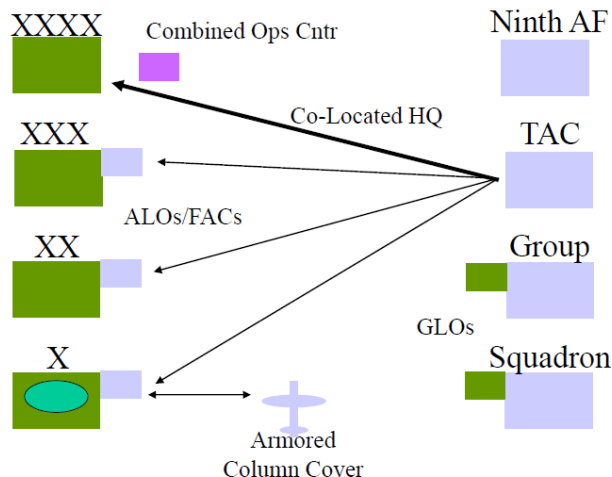 XXXX
Combined Ops Cntr
Ninth AF
Co-Located HQ
XXX
TAC
ALOs/FACs
XX
Group
GLOs
X
Squadron
Armored
Column Cover